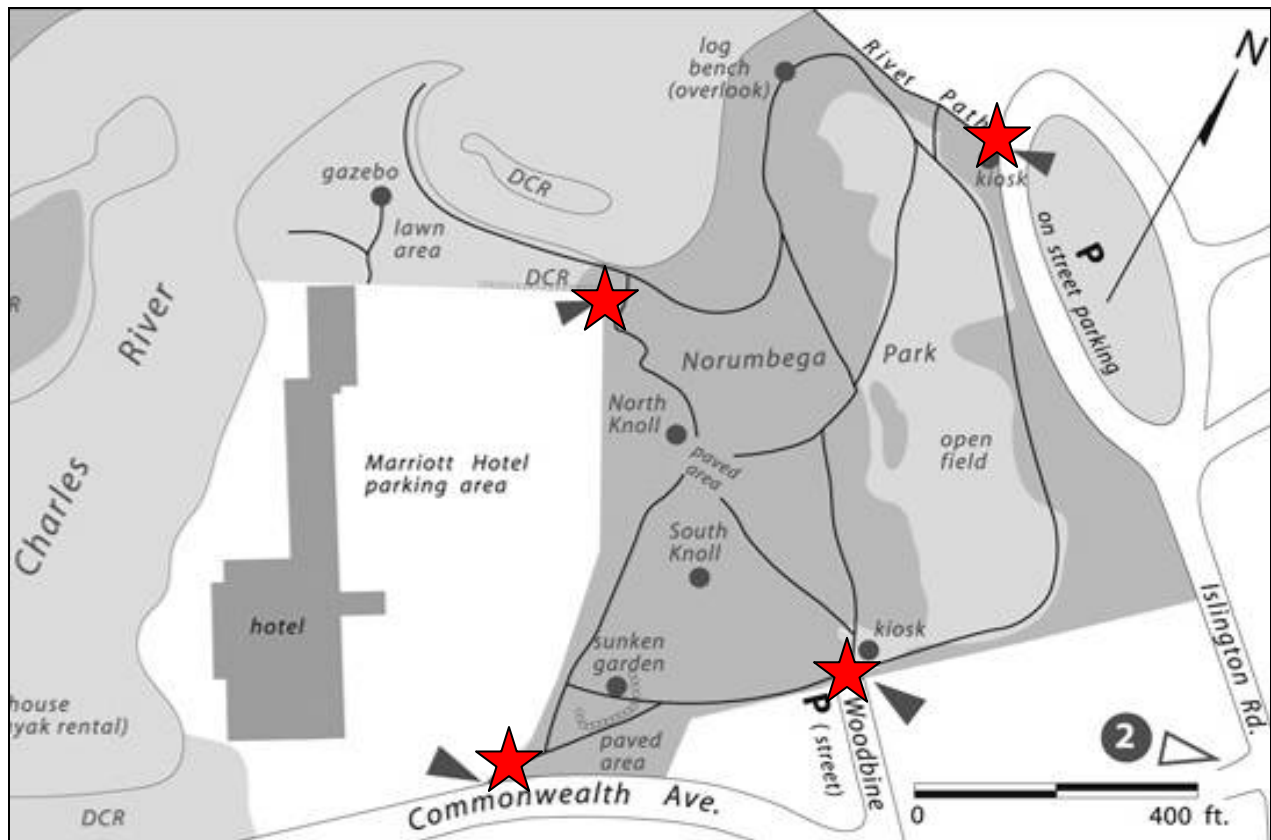 log
bench
(overlook)
River Path
N
gazebo
DCR
kiosk
lawn
area
P
on street parking
DCR
River
Norumbega Park
North
Knoll
open
field
paved
area
Marriott Hotel
parking area
Charles
South
Knoll
Islington Rd.
hotel
sunken
garden
kiosk
house
yak rental)
P
(street)
Woodbine
paved
area
2
Commonwealth Ave.
DCR
0
400 ft.